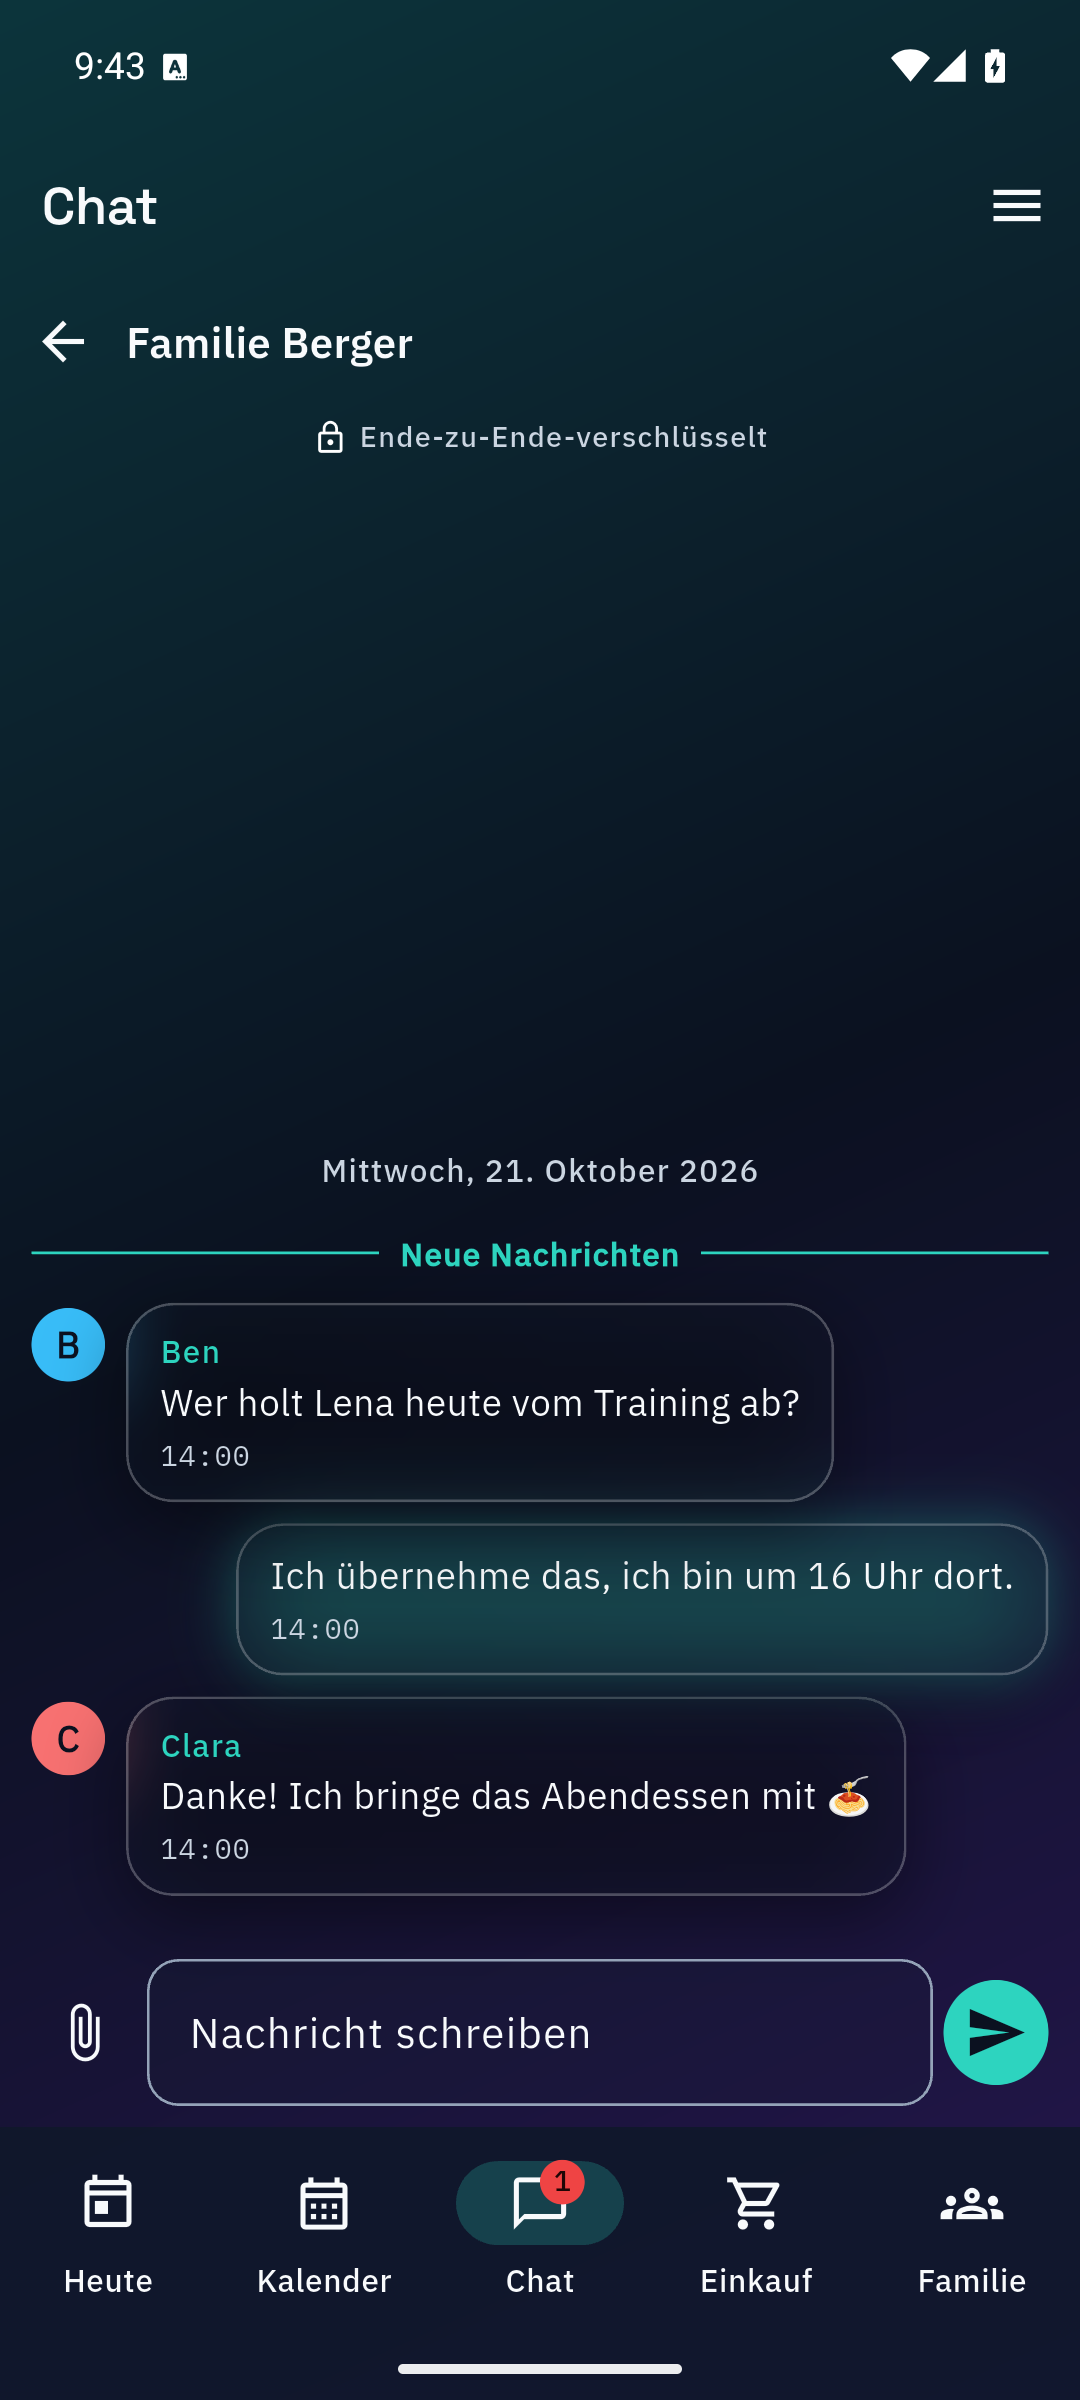 9:43
Chat
Familie Berger
Ende-zu-Ende-verschlüsselt
Mittwoch, 21. Oktober 2026
Neue Nachrichten
B
Ben
Wer holt Lena heute vom Training ab?
14:00
Ich übernehme das, ich bin um 16 Uhr dort.
14:00
C
Clara
Danke! Ich bringe das Abendessen mit 🍝
14:00
Nachricht schreiben
1
Heute Kalender Chat Einkauf Familie